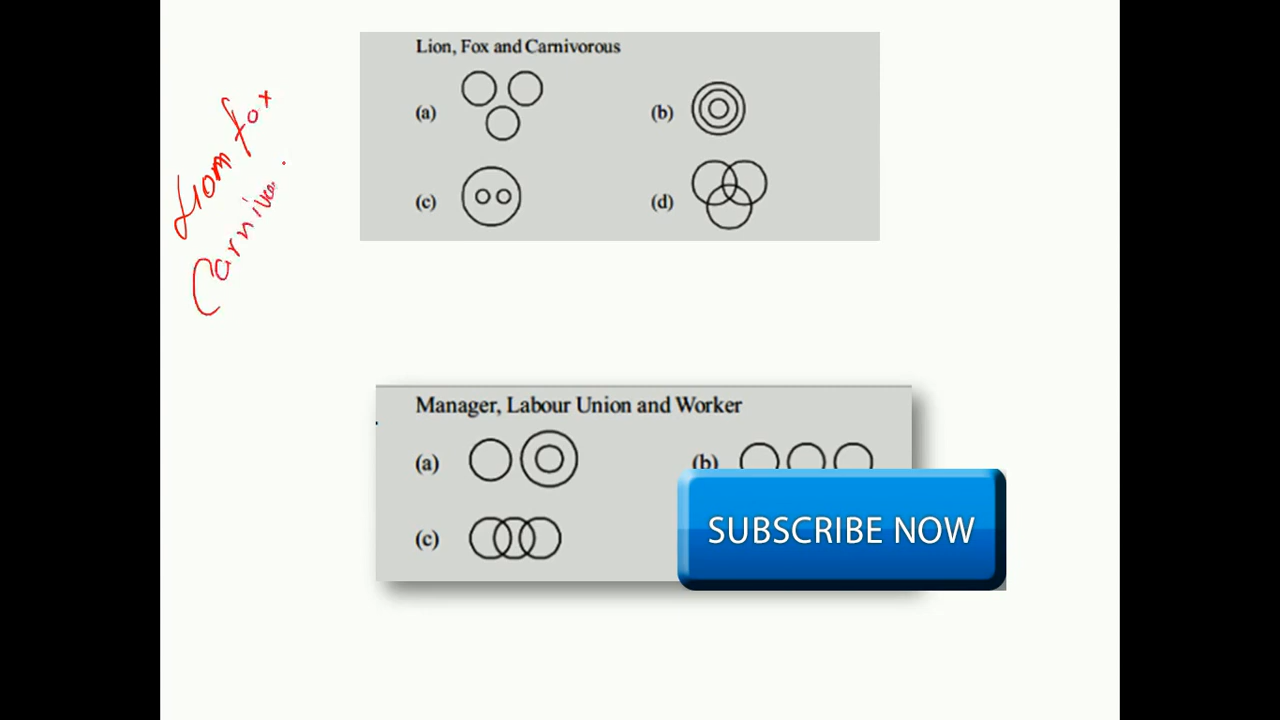 Lion, Fox and Carnivorous
(a)
(b)
(c)
(d)
Lion fox
Carnivo.
Manager, Labour Union and Worker
(a)
(b)
(c)
SUBSCRIBE NOW